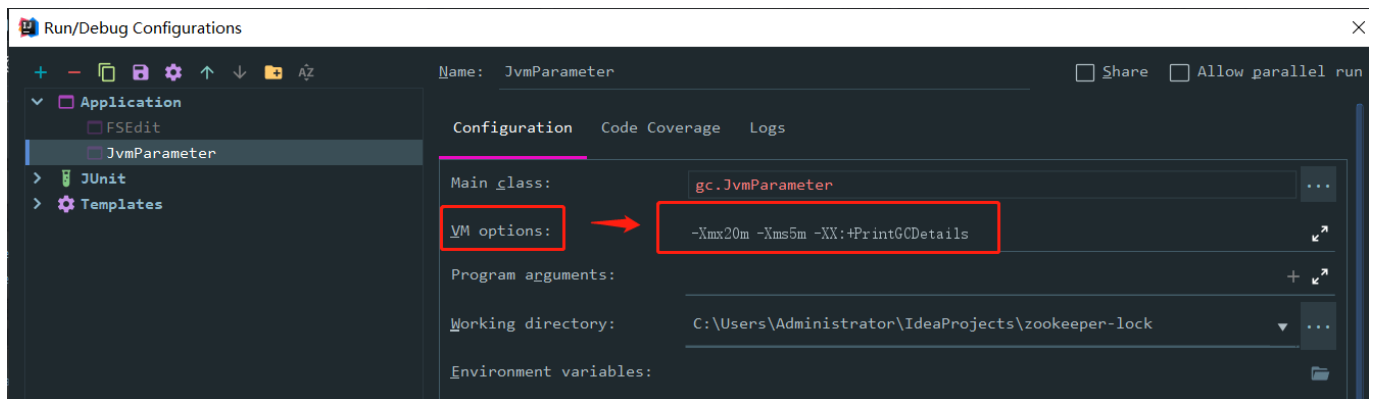 Run/Debug Configurations
Name: JvmParameter
Share
Allow parallel run
Application
FSEdit
JvmParameter
JUnit
Templates
Configuration Code Coverage Logs
Main class: gc.JvmParameter
VM options: -Xmx20m -Xms5m -XX:+PrintGCDetails
Program arguments:
Working directory: C:\Users\Administrator\IdeaProjects\zookeeper-lock
Environment variables: